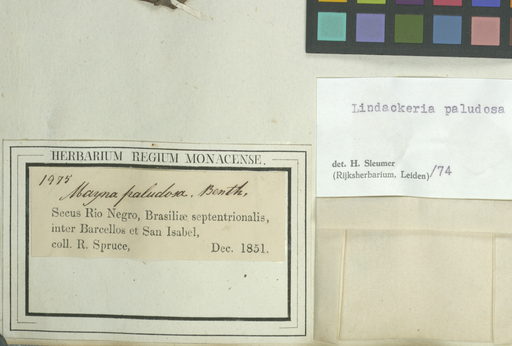 Lindackeria paludosa
det. H. Sleumer
(Rijksherbarium, Leiden) /74
HERBARIUM REGIUM MONACENSE.
1975
Mayna paludosa. Benth.
Secus Rio Negro, Brasiliæ septentrionalis,
inter Barcellos et San Isabel,
coll. R. Spruce, Dec. 1851.